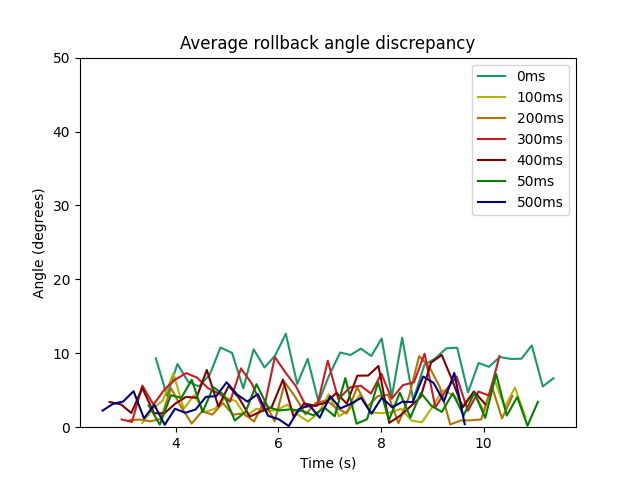 Average rollback angle discrepancy
50
40
30
20
10
0
Angle (degrees)
4
6
8
10
Time (s)
0ms
100ms
200ms
300ms
400ms
50ms
500ms